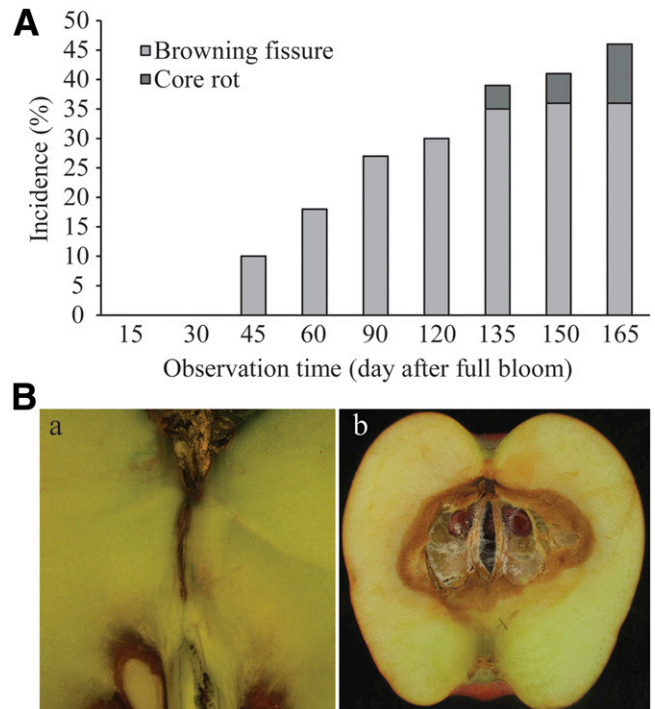 A
50
45
40
35
30
25
20
15
10
5
0
Incidence (%)
Browning fissure
Core rot
15 30 45 60 90 120 135 150 165
Observation time (day after full bloom)
B
a
b